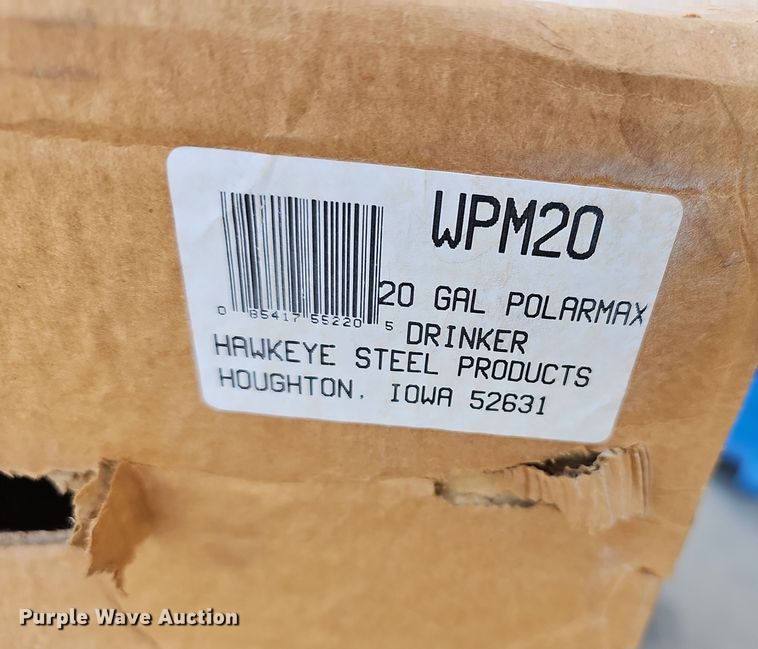 WPM20
0 85417 55220 5
20 GAL POLARMAX
DRINKER
HAWKEYE STEEL PRODUCTS
HOUGHTON, IOWA 52631
Purple Wave Auction